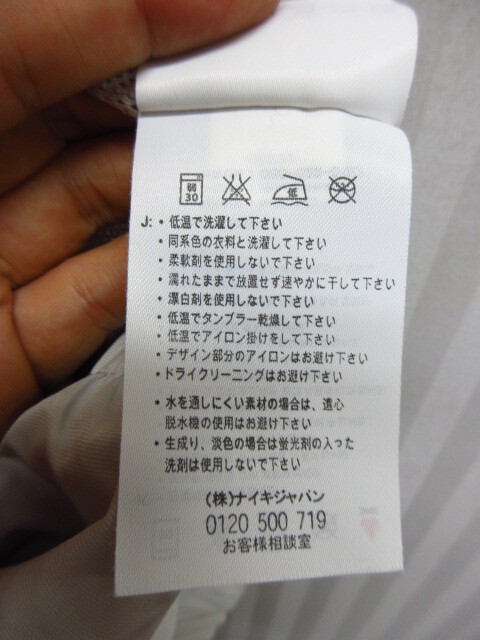 弱
30
低
J: ・低温で洗濯して下さい
・同系色の衣料と洗濯して下さい
・柔軟剤を使用しないで下さい
・濡れたままで放置せず速やかに干して下さい
・漂白剤を使用しないで下さい
・低温でタンブラー乾燥して下さい
・低温でアイロン掛けをして下さい
・デザイン部分のアイロンはお避け下さい
・ドライクリーニングはお避け下さい
・水を通しにくい素材の場合は、遠心
脱水機の使用はお避け下さい
・生成り、淡色の場合は蛍光剤の入った
洗剤は使用しないで下さい
(株)ナイキジャパン
0120 500 719
お客様相談室